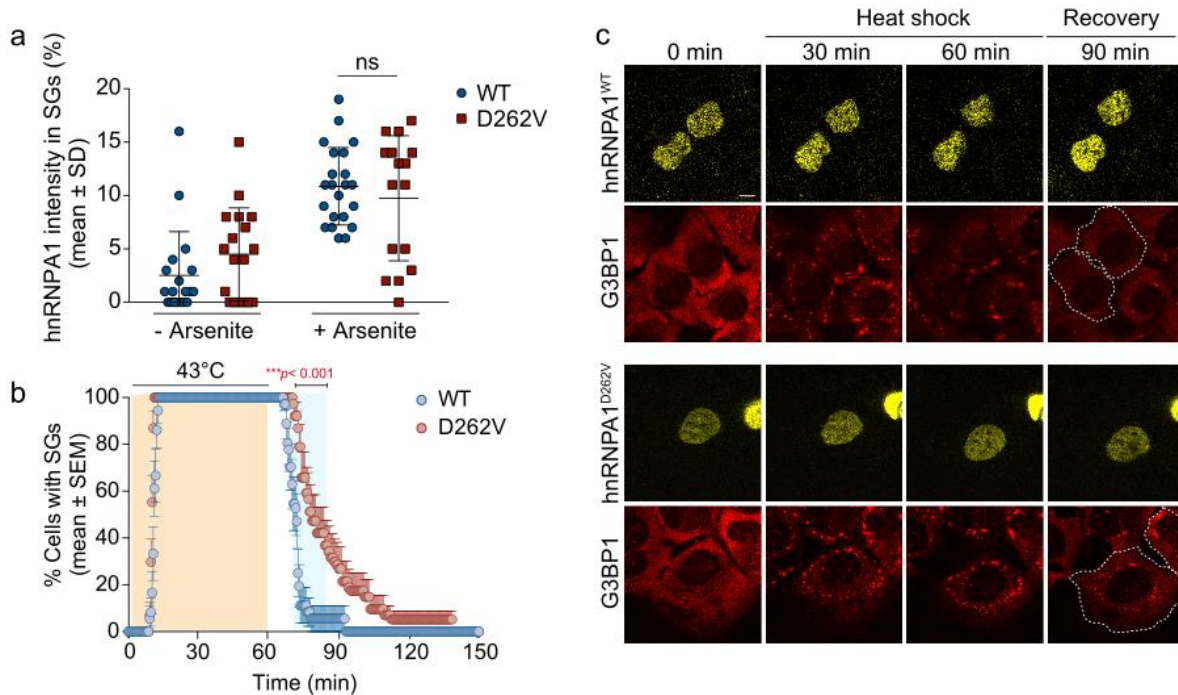 a
hnRNPA1 intensity in SGs (%)
(mean ± SD)
20
15
10
5
0
ns
WT
D262V
- Arsenite
+ Arsenite
b
43°C
***p< 0.001
WT
D262V
% Cells with SGs
(mean ± SEM)
100
80
60
40
20
0
0
30
60
90
120
150
Time (min)
c
Heat shock
Recovery
0 min
30 min
60 min
90 min
hnRNPA1WT
G3BP1
hnRNPA1D262V
G3BP1